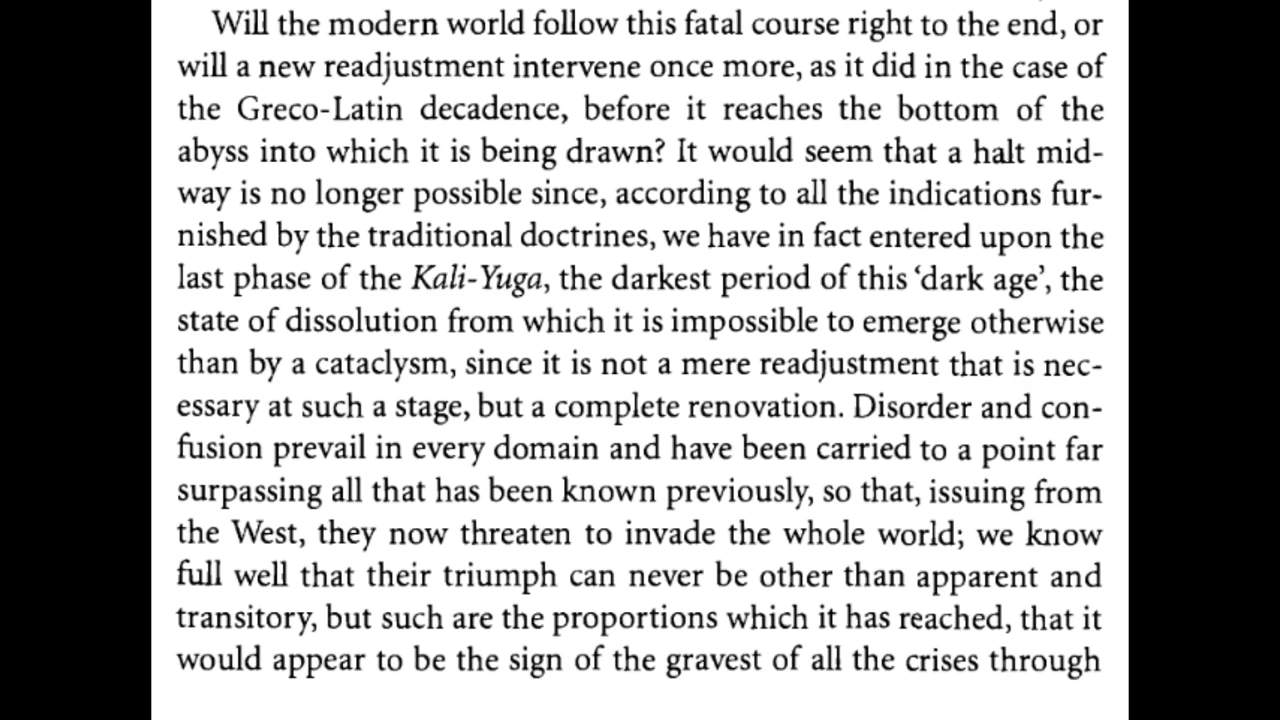 Will the modern world follow this fatal course right to the end, or
will a new readjustment intervene once more, as it did in the case of
the Greco-Latin decadence, before it reaches the bottom of the
abyss into which it is being drawn? It would seem that a halt mid-
way is no longer possible since, according to all the indications fur-
nished by the traditional doctrines, we have in fact entered upon the
last phase of the Kali-Yuga, the darkest period of this ‘dark age’, the
state of dissolution from which it is impossible to emerge otherwise
than by a cataclysm, since it is not a mere readjustment that is nec-
essary at such a stage, but a complete renovation. Disorder and con-
fusion prevail in every domain and have been carried to a point far
surpassing all that has been known previously, so that, issuing from
the West, they now threaten to invade the whole world; we know
full well that their triumph can never be other than apparent and
transitory, but such are the proportions which it has reached, that it
would appear to be the sign of the gravest of all the crises through